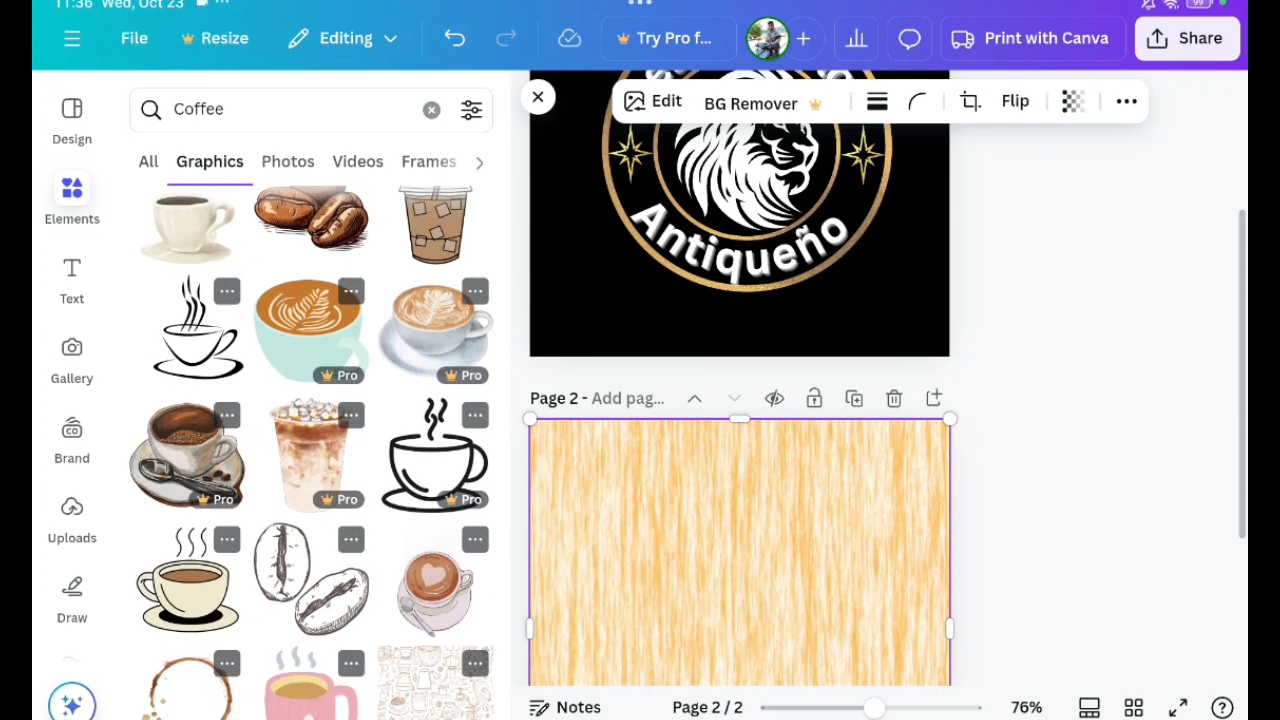 11:36 Wed, Oct 23
99
File
Resize
Editing
Try Pro f...
Print with Canva
Share
Design
Elements
Text
Gallery
Brand
Uploads
Draw
Coffee
All
Graphics
Photos
Videos
Frames
Pro
Pro
Pro
Pro
Pro
Edit
BG Remover
Flip
Antiqueño
Page 2 - Add pag...
Notes
Page 2 / 2
76%